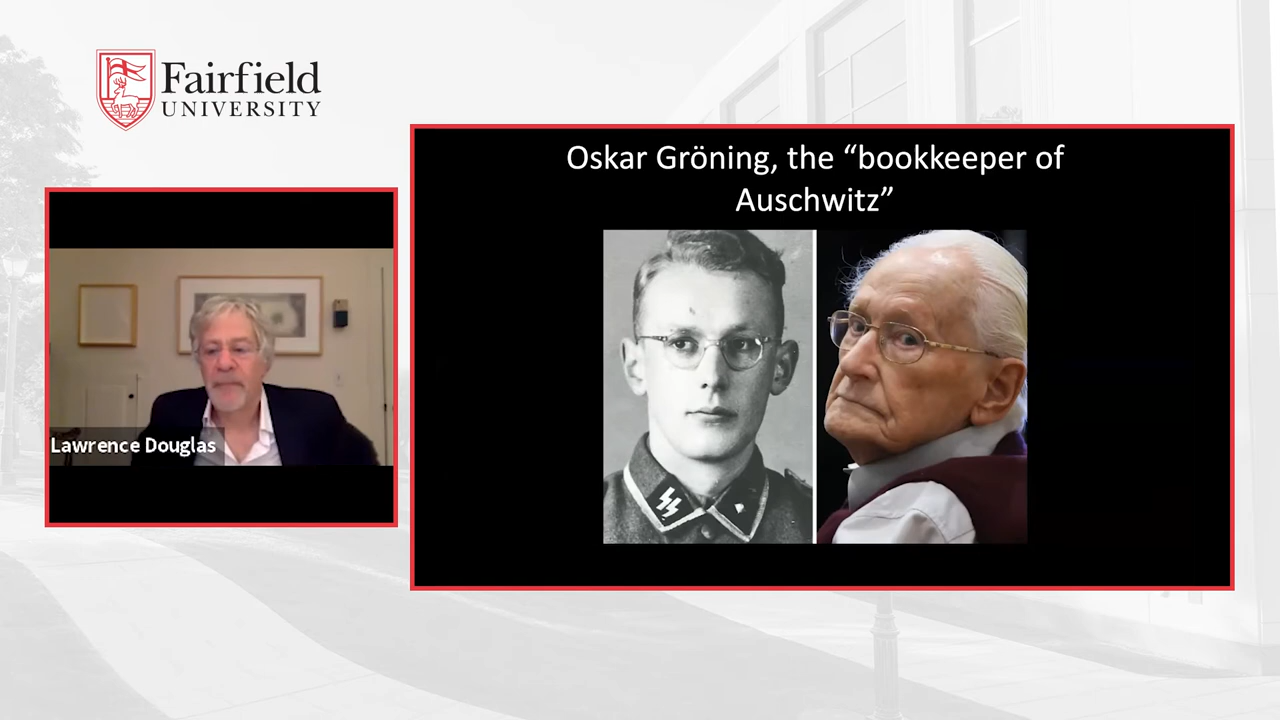 Fairfield
UNIVERSITY
Oskar Gröning, the “bookkeeper of
Auschwitz”
Lawrence Douglas